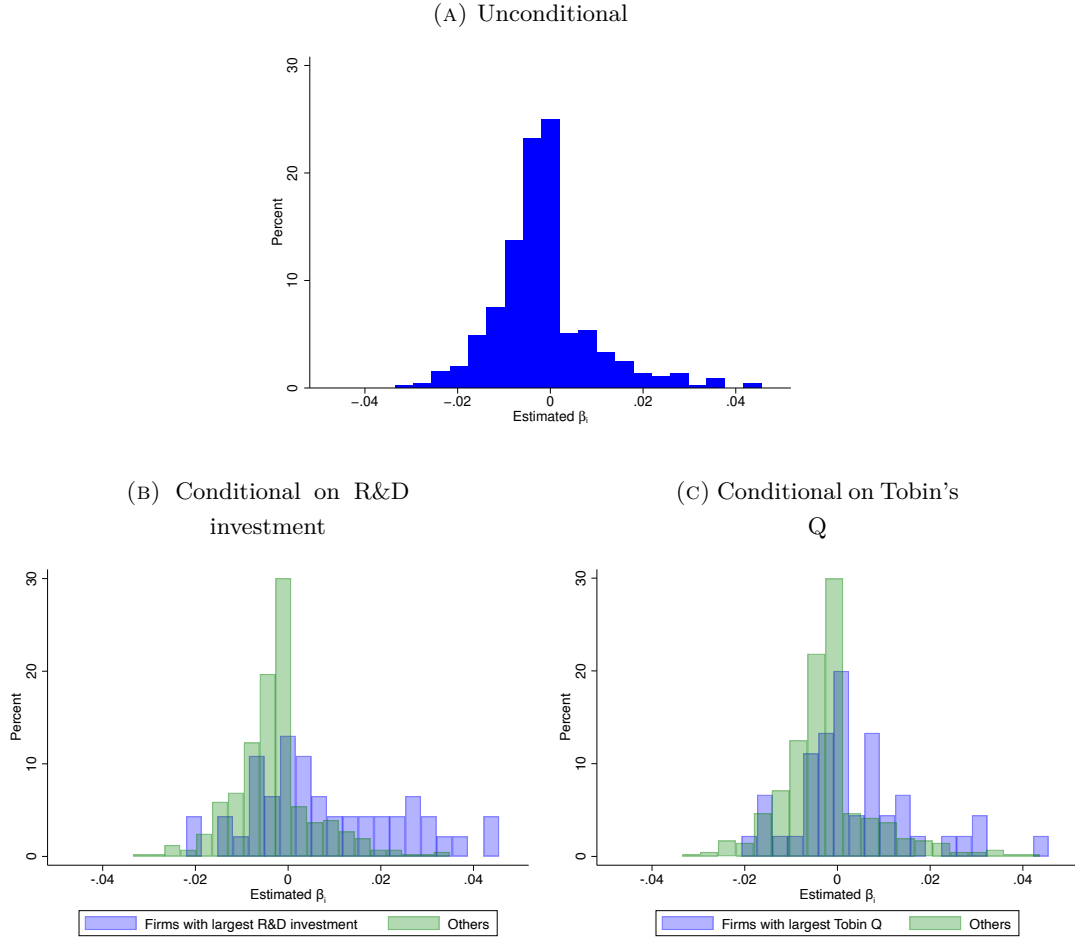 (A) Unconditional
30
20
10
0
Percent
-.04 -.02 0 .02 .04
Estimated βi
(B) Conditional on R&D
investment
30
20
10
0
Percent
-.04 -.02 0 .02 .04
Estimated βi
Firms with largest R&D investment Others
(C) Conditional on Tobin's
Q
30
20
10
0
Percent
-.04 -.02 0 .02 .04
Estimated βi
Firms with largest Tobin Q Others